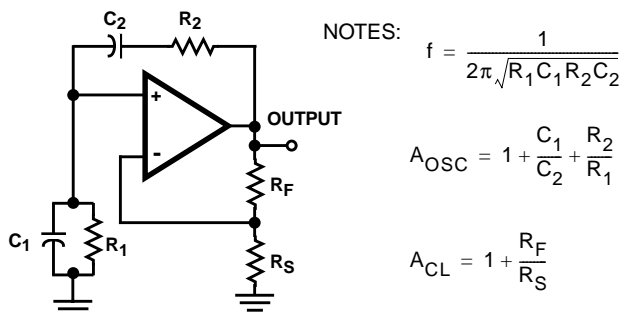 C2
R2
NOTES:
f = 1 / 2π√R1C1R2C2
+
OUTPUT
-
AOSC = 1 + C1/C2 + R2/R1
RF
C1
R1
RS
ACL = 1 + RF/RS